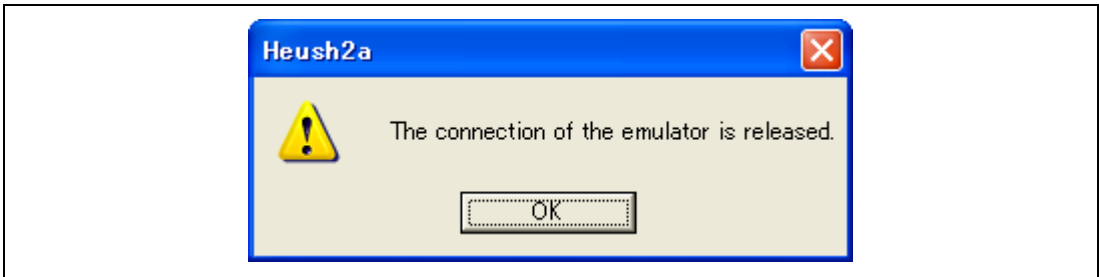 Heush2a
The connection of the emulator is released.
OK